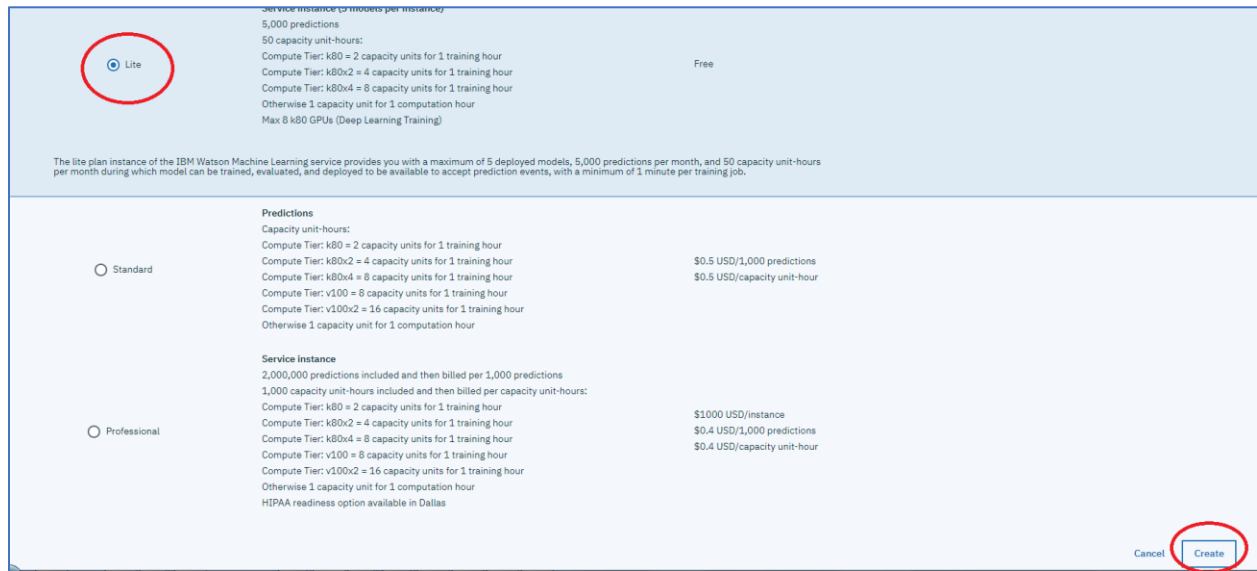 Service instance (5 models per instance)
5,000 predictions
50 capacity unit-hours:
Compute Tier: k80 = 2 capacity units for 1 training hour
Lite
Compute Tier: k80x2 = 4 capacity units for 1 training hour
Free
Compute Tier: k80x4 = 8 capacity units for 1 training hour
Otherwise 1 capacity unit for 1 computation hour
Max 8 k80 GPUs (Deep Learning Training)
The lite plan instance of the IBM Watson Machine Learning service provides you with a maximum of 5 deployed models, 5,000 predictions per month, and 50 capacity unit-hours
per month during which model can be trained, evaluated, and deployed to be available to accept prediction events, with a minimum of 1 minute per training job.
Predictions
Capacity unit-hours:
Compute Tier: k80 = 2 capacity units for 1 training hour
Compute Tier: k80x2 = 4 capacity units for 1 training hour
$0.5 USD/1,000 predictions
Standard
Compute Tier: k80x4 = 8 capacity units for 1 training hour
$0.5 USD/capacity unit-hour
Compute Tier: v100 = 8 capacity units for 1 training hour
Compute Tier: v100x2 = 16 capacity units for 1 training hour
Otherwise 1 capacity unit for 1 computation hour
Service instance
2,000,000 predictions included and then billed per 1,000 predictions
1,000 capacity unit-hours included and then billed per capacity unit-hours:
Compute Tier: k80 = 2 capacity units for 1 training hour
$1000 USD/instance
Compute Tier: k80x2 = 4 capacity units for 1 training hour
Professional
$0.4 USD/1,000 predictions
Compute Tier: k80x4 = 8 capacity units for 1 training hour
$0.4 USD/capacity unit-hour
Compute Tier: v100 = 8 capacity units for 1 training hour
Compute Tier: v100x2 = 16 capacity units for 1 training hour
Otherwise 1 capacity unit for 1 computation hour
HIPAA readiness option available in Dallas
Cancel
Create